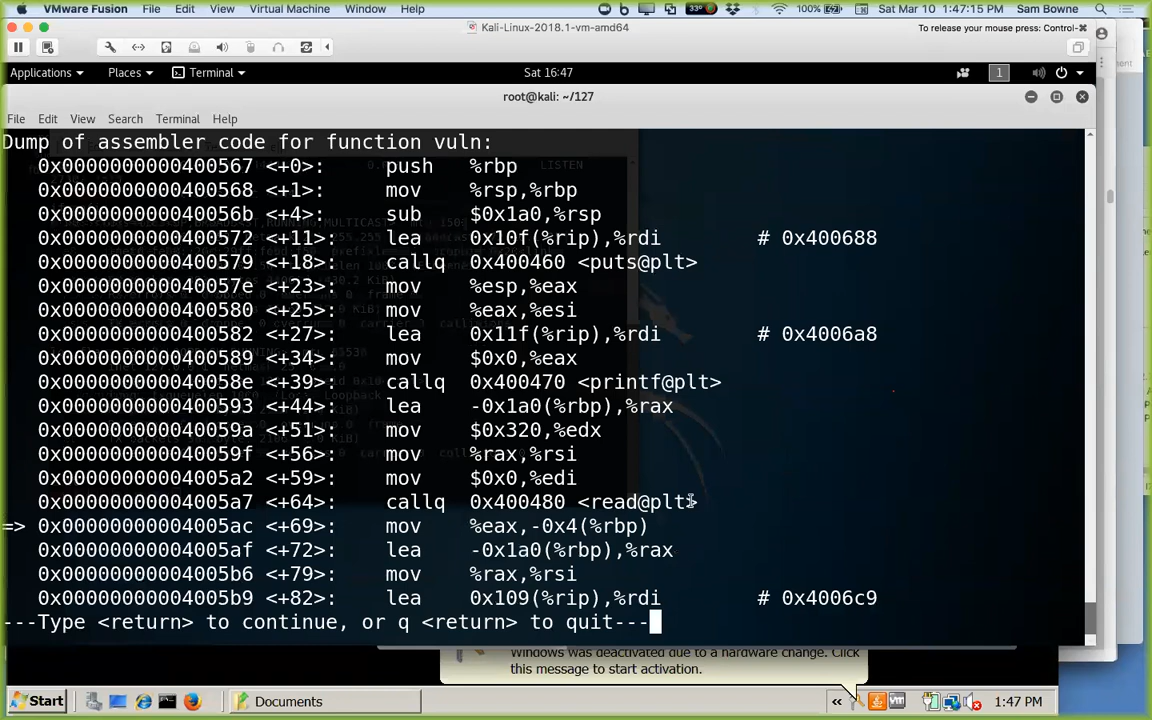 VMware Fusion File Edit View Virtual Machine Window Help 33° 100% Sat Mar 10 1:47:15 PM Sam Bowne
Kali-Linux-2018.1-vm-amd64 To release your mouse press: Control-⌘
Applications Places Terminal Sat 16:47 1
root@kali: ~/127
File Edit View Search Terminal Help
Dump of assembler code for function vuln:
0x0000000000400567 <+0>: push %rbp
0x0000000000400568 <+1>: mov %rsp,%rbp
0x000000000040056b <+4>: sub $0x1a0,%rsp
0x0000000000400572 <+11>: lea 0x10f(%rip),%rdi # 0x400688
0x0000000000400579 <+18>: callq 0x400460 <puts@plt>
0x000000000040057e <+23>: mov %esp,%eax
0x0000000000400580 <+25>: mov %eax,%esi
0x0000000000400582 <+27>: lea 0x11f(%rip),%rdi # 0x4006a8
0x0000000000400589 <+34>: mov $0x0,%eax
0x000000000040058e <+39>: callq 0x400470 <printf@plt>
0x0000000000400593 <+44>: lea -0x1a0(%rbp),%rax
0x000000000040059a <+51>: mov $0x320,%edx
0x000000000040059f <+56>: mov %rax,%rsi
0x00000000004005a2 <+59>: mov $0x0,%edi
0x00000000004005a7 <+64>: callq 0x400480 <read@plt>
=> 0x00000000004005ac <+69>: mov %eax,-0x4(%rbp)
0x00000000004005af <+72>: lea -0x1a0(%rbp),%rax
0x00000000004005b6 <+79>: mov %rax,%rsi
0x00000000004005b9 <+82>: lea 0x109(%rip),%rdi # 0x4006c9
---Type <return> to continue, or q <return> to quit---
Windows was deactivated due to a hardware change. Click
this message to start activation.
Start Documents « 1:47 PM